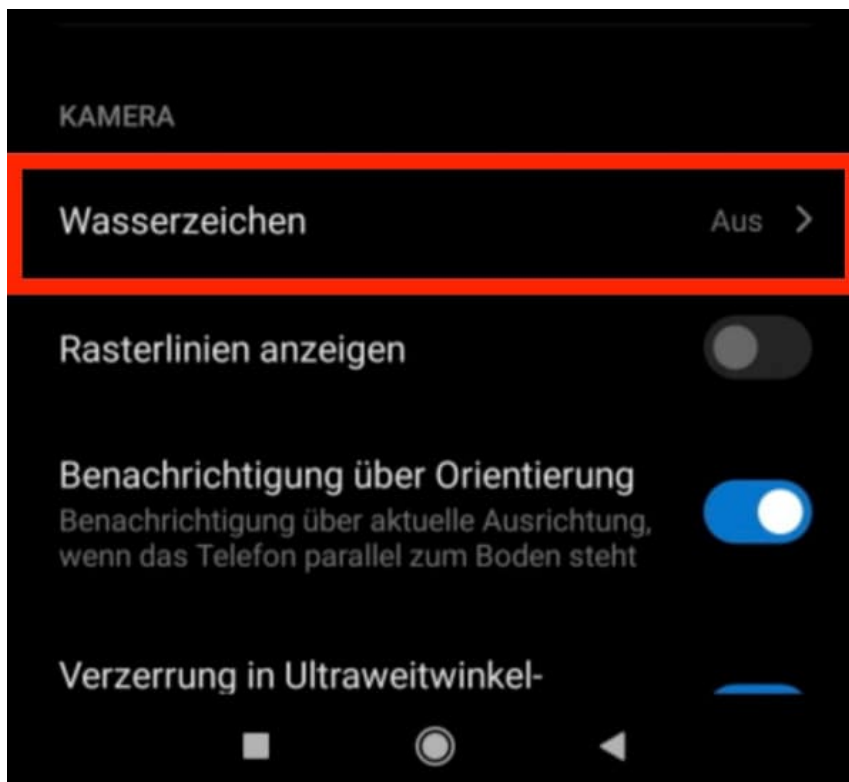 KAMERA
Wasserzeichen Aus
Rasterlinien anzeigen
Benachrichtigung über Orientierung
Benachrichtigung über aktuelle Ausrichtung,
wenn das Telefon parallel zum Boden steht
Verzerrung in Ultraweitwinkel-